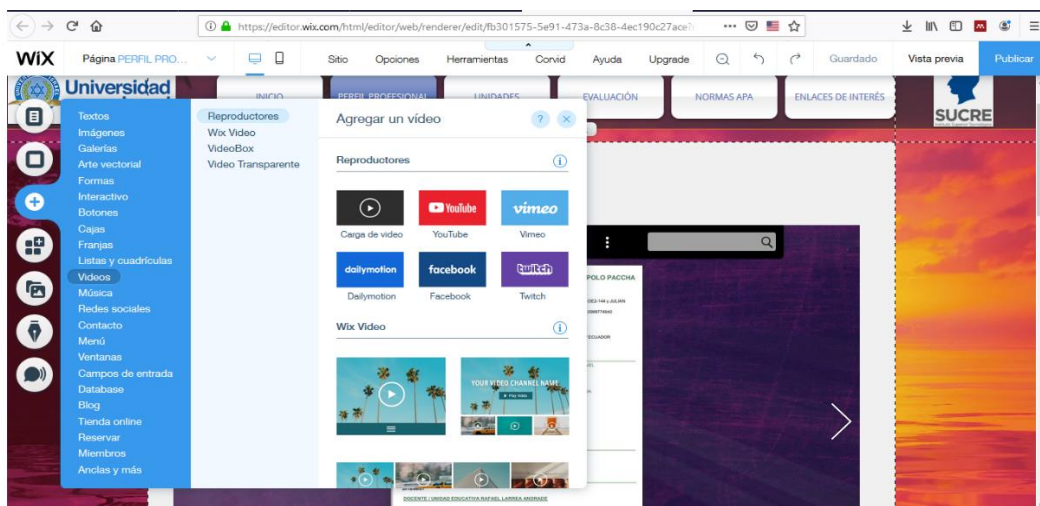 https://editor.wix.com/html/editor/web/renderer/edit/fb301575-5e91-473a-8c38-4ec190c27ace?
WiX Página PERFIL PRO... Sitio Opciones Herramientas Corvid Ayuda Upgrade Guardado Vista previa Publicar
Universidad
INICIO PERFIL PROFESIONAL UNIDADES EVALUACIÓN NORMAS APA ENLACES DE INTERÉS
SUCRE
Textos
Imágenes
Galerías
Arte vectorial
Formas
Interactivo
Botones
Cajas
Franjas
Listas y cuadrículas
Videos
Música
Redes sociales
Contacto
Menú
Ventanas
Campos de entrada
Database
Blog
Tienda online
Reservar
Miembros
Anclas y más
Reproductores
Wix Video
VideoBox
Video Transparente
Agregar un vídeo ? ×
Reproductores
YouTube vimeo
Carga de video YouTube Vimeo
dailymotion facebook twitch
Dailymotion Facebook Twitch
Wix Video
YOUR VIDEO CHANNEL NAME
Play Video
POLO PACCHA
ECUADOR
DOCENTE / UNIDAD EDUCATIVA RAFAEL LARREA ANDRADE